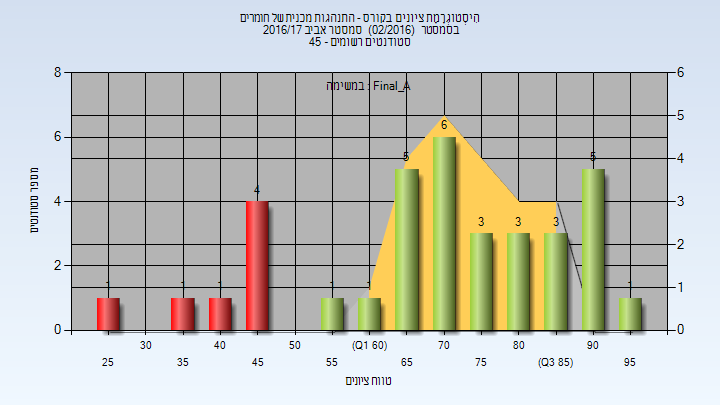 היסטוגרמת ציונים בקורס - התנהגות מכנית של חומרים
בסמסטר (02/2016) סמסטר אביב 2016/17
סטודנטים רשומים - 45
במשימה : Final_A
מספר סטודנטים
8 6 4 2 0
6 5 4 3 2 1 0
1 1 1 4 1 1 5 6 3 3 3 5 1
30 40 50 (Q1 60) 70 80 90
25 35 45 55 65 75 (Q3 85) 95
טווח ציונים